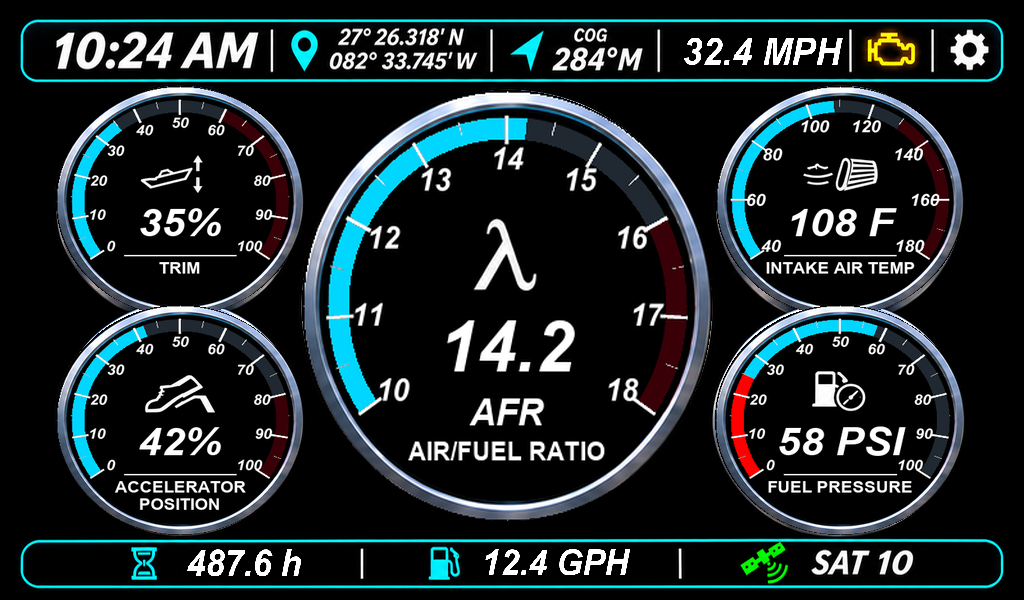 10:24 AM
27° 26.318' N
082° 33.745' W
COG
284°M
32.4 MPH
0
10
20
30
40
50
60
70
80
90
100
35%
TRIM
10
11
12
13
14
15
16
17
18
λ
14.2
AFR
AIR/FUEL RATIO
40
60
80
100
120
140
160
180
108 F
INTAKE AIR TEMP
0
10
20
30
40
50
60
70
80
90
100
42%
ACCELERATOR
POSITION
0
10
20
30
40
50
60
70
80
90
100
58 PSI
FUEL PRESSURE
487.6 h
12.4 GPH
SAT 10